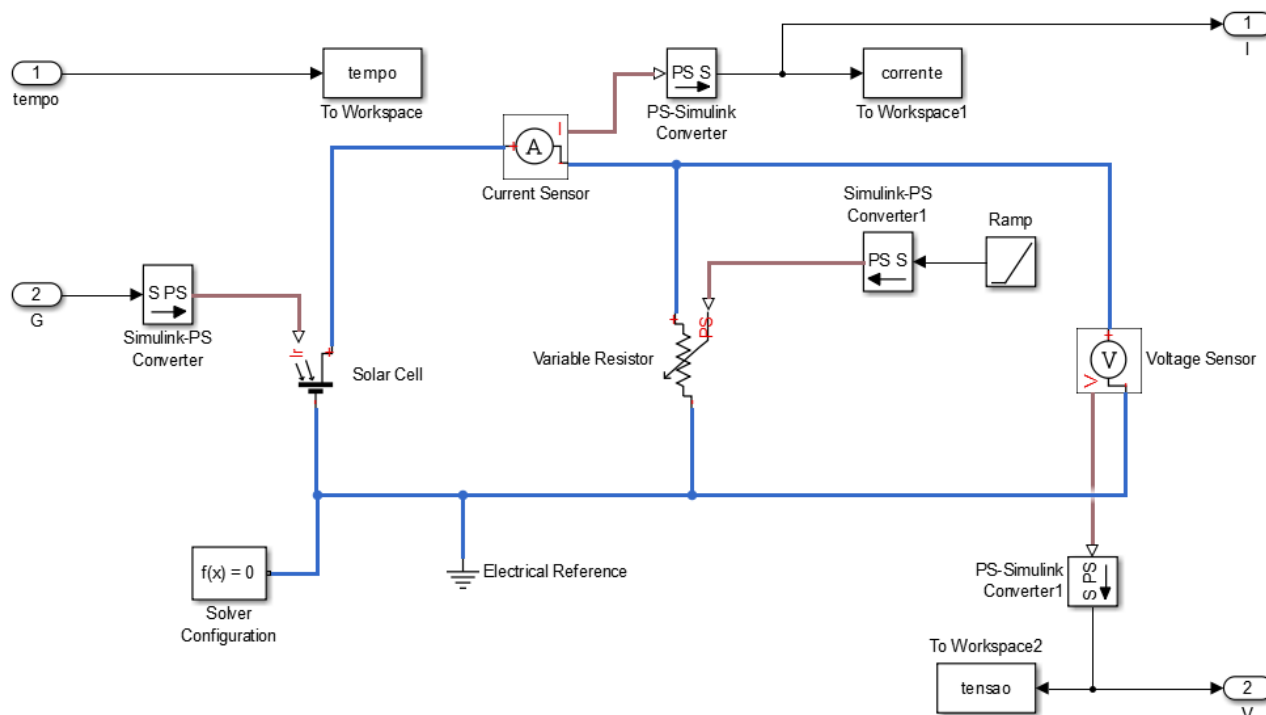 1
I
tempo
PS S
corrente
1
tempo
To Workspace
PS-Simulink
Converter
To Workspace1
I
A
Current Sensor
Simulink-PS
Converter1
Ramp
2
G
S PS
PS S
Simulink-PS
Converter
Ir
Solar Cell
PS
Variable Resistor
V
V
Voltage Sensor
f(x) = 0
Solver
Configuration
Electrical Reference
PS-Simulink
Converter1
S PS
To Workspace2
tensao
2
V